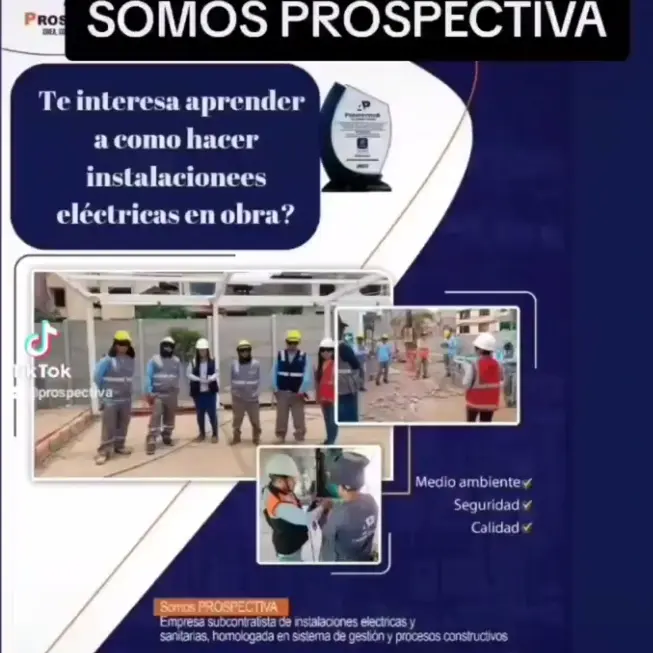 SOMOS PROSPECTIVA
PROS
Te interesa aprender
a como hacer
instalacionees
eléctricas en obra?
TikTok
prospectiva
Medio ambiente
Seguridad
Calidad
Somos PROSPECTIVA
Empresa subcontralista de instalaciones electricas y
sanitarias, homologada en sistema de gestión y procesos constructivos